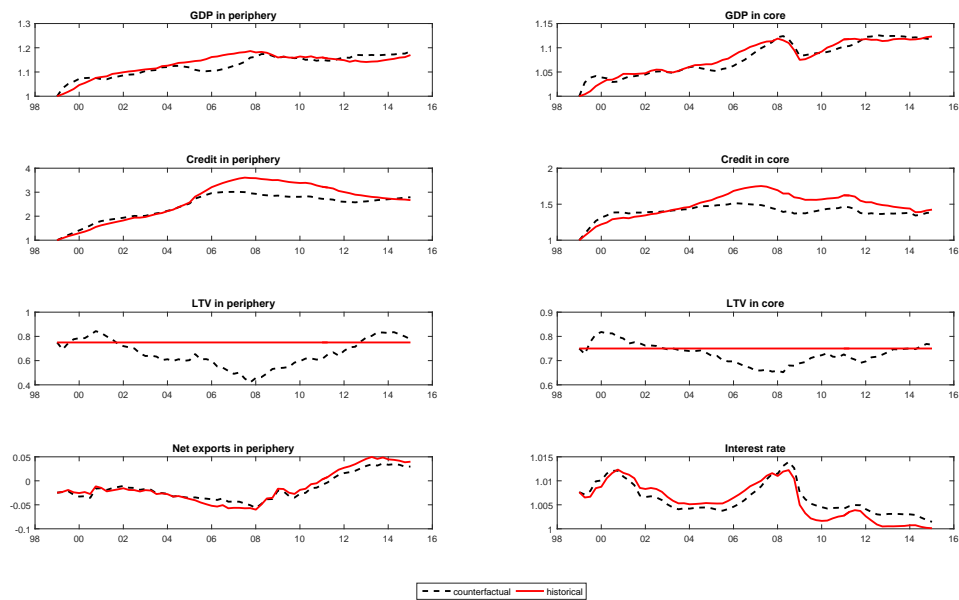 GDP in periphery
1.3
1.2
1.1
1
98 00 02 04 06 08 10 12 14 16
GDP in core
1.15
1.1
1.05
1
98 00 02 04 06 08 10 12 14 16
Credit in periphery
4
3
2
1
98 00 02 04 06 08 10 12 14 16
Credit in core
2
1.5
1
98 00 02 04 06 08 10 12 14 16
LTV in periphery
1
0.8
0.6
0.4
98 00 02 04 06 08 10 12 14 16
LTV in core
0.9
0.8
0.7
0.6
98 00 02 04 06 08 10 12 14 16
Net exports in periphery
0.05
0
-0.05
-0.1
98 00 02 04 06 08 10 12 14 16
Interest rate
1.015
1.01
1.005
1
98 00 02 04 06 08 10 12 14 16
counterfactual historical